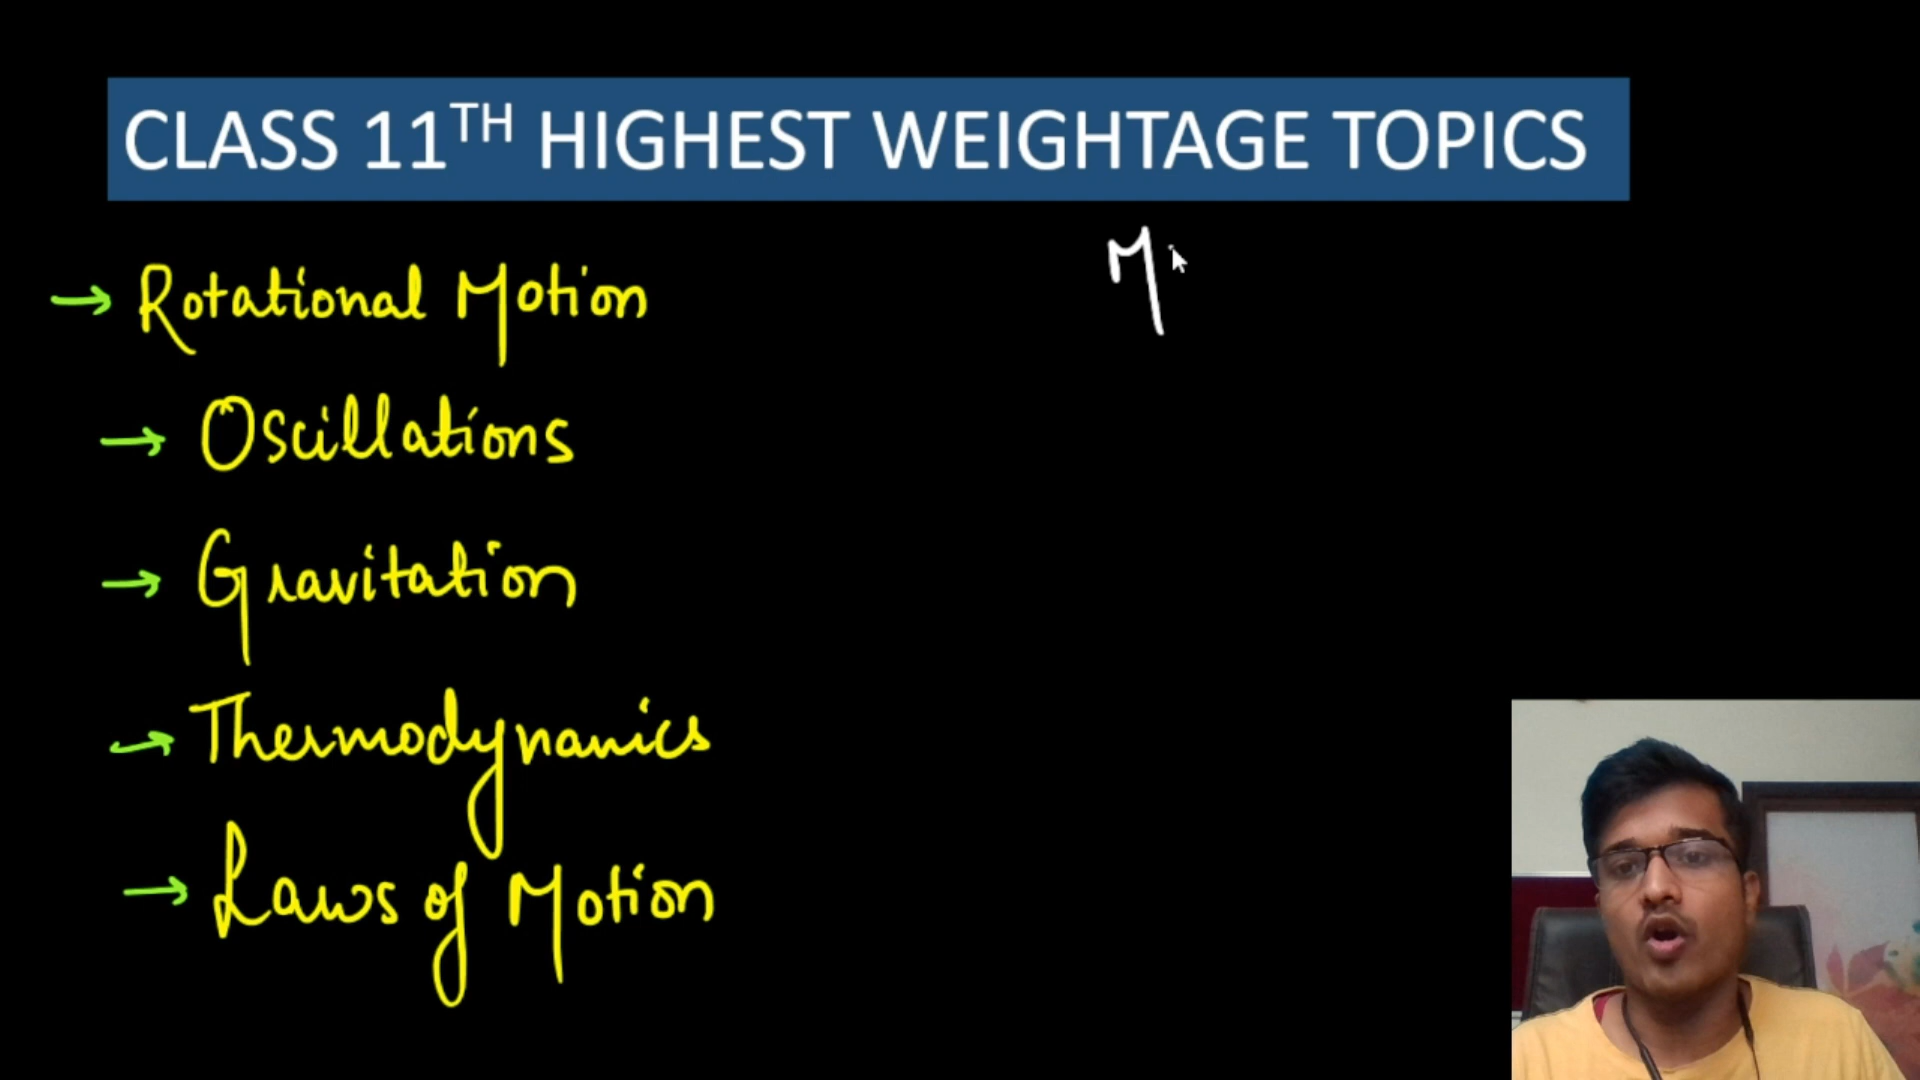 CLASS 11TH HIGHEST WEIGHTAGE TOPICS
→ Rotational Motion
M
→ Oscillations
→ Gravitation
→ Thermodynamics
→ Laws of Motion